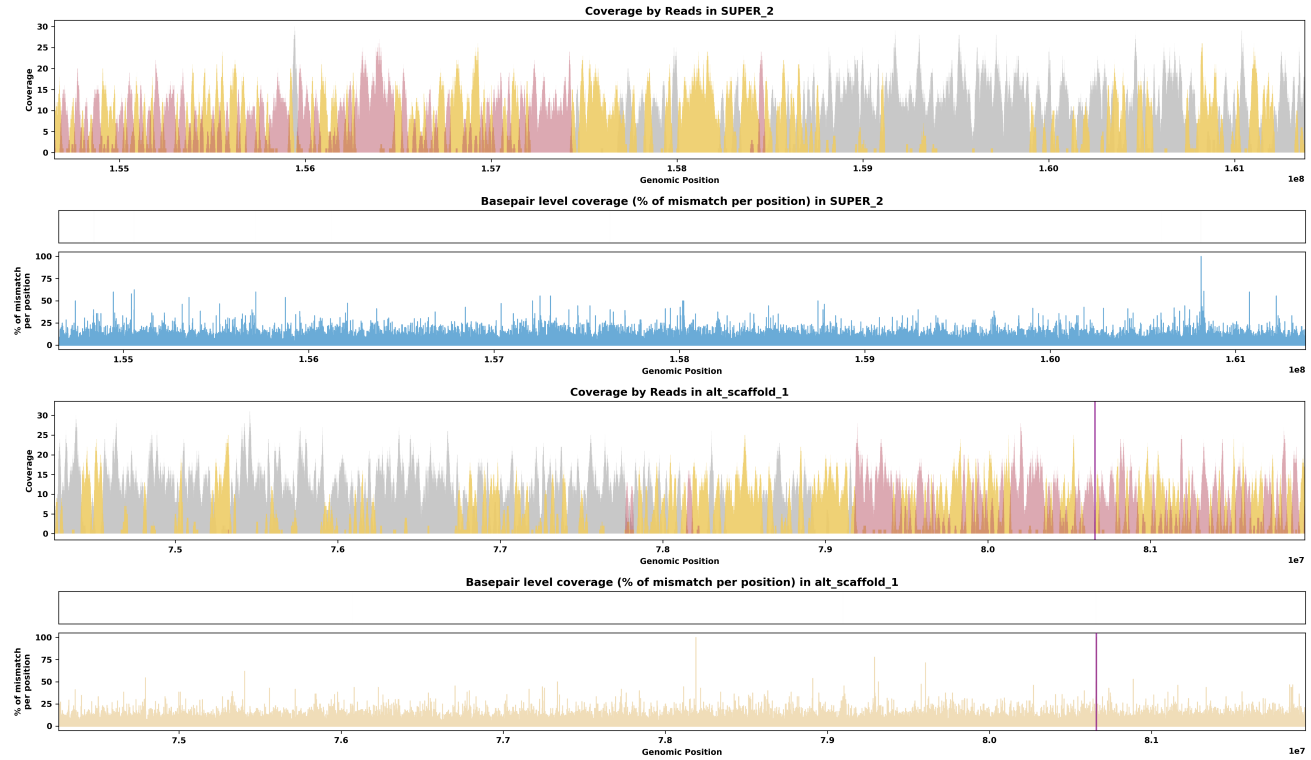 Coverage by Reads in SUPER_2
Coverage
30
25
20
15
10
5
0
1.55
1.56
1.57
1.58
1.59
1.60
1.61
Genomic Position
1e8
Basepair level coverage (% of mismatch per position) in SUPER_2
% of mismatch
per position
100
75
50
25
0
1.55
1.56
1.57
1.58
1.59
1.60
1.61
Genomic Position
1e8
Coverage by Reads in alt_scaffold_1
Coverage
30
25
20
15
10
5
0
7.5
7.6
7.7
7.8
7.9
8.0
8.1
Genomic Position
1e7
Basepair level coverage (% of mismatch per position) in alt_scaffold_1
% of mismatch
per position
100
75
50
25
0
7.5
7.6
7.7
7.8
7.9
8.0
8.1
Genomic Position
1e7